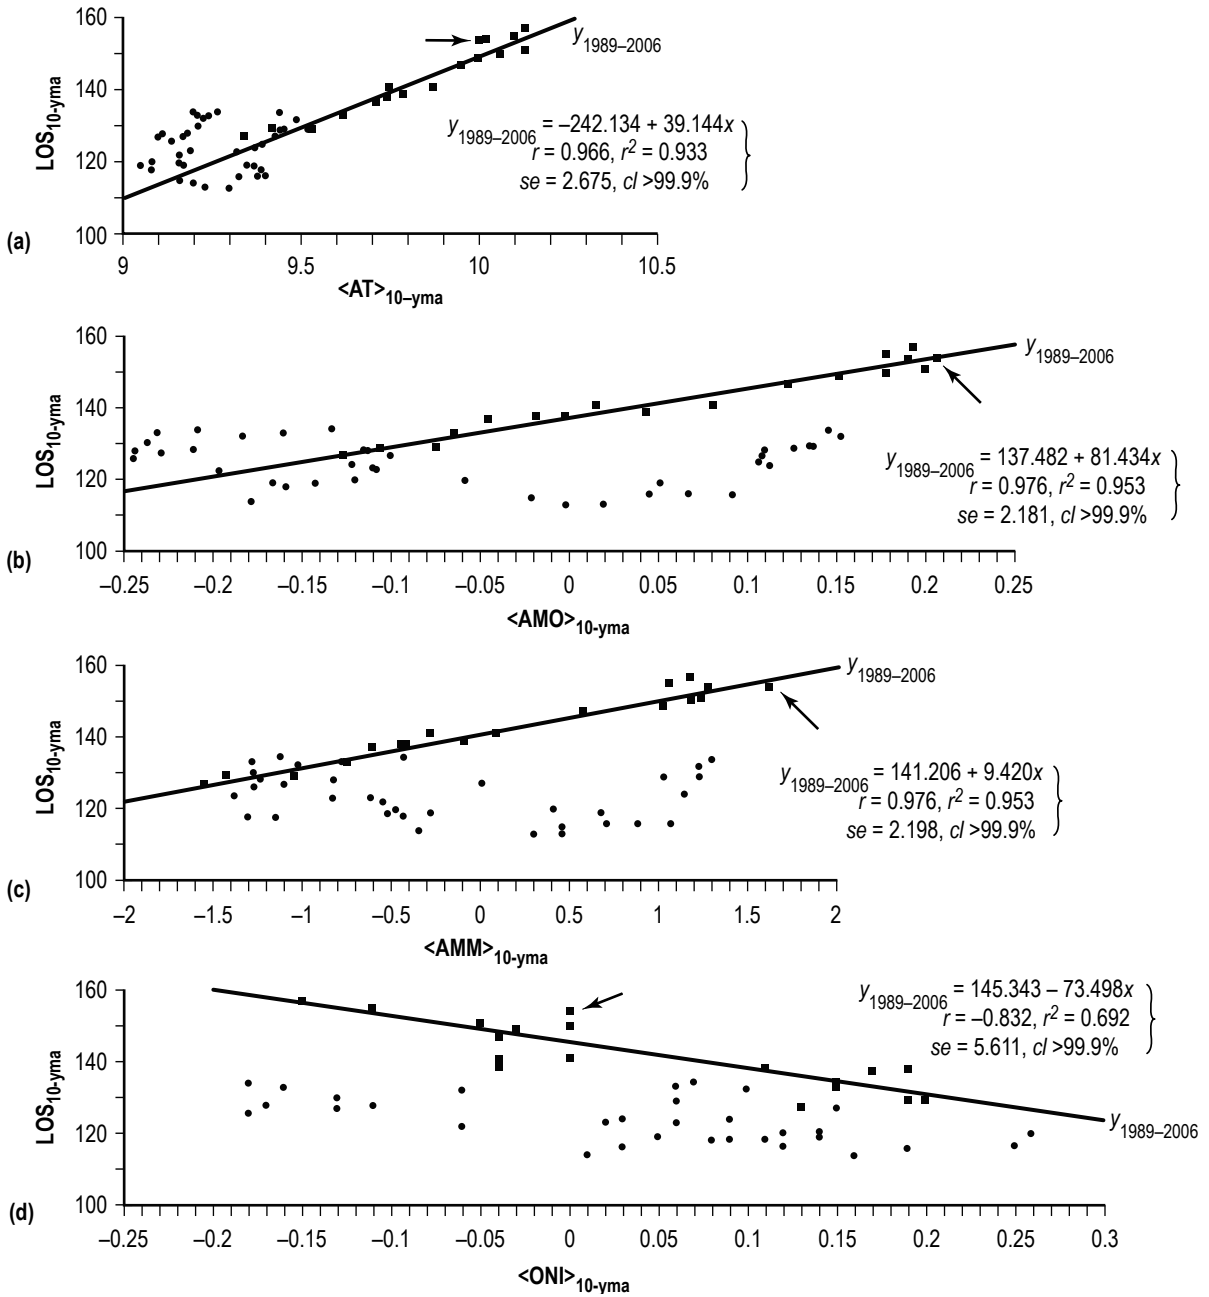 160
140
120
100
LOS10-yma
y1989–2006
y1989–2006 = –242.134 + 39.144x
r = 0.966, r2 = 0.933
se = 2.675, cl >99.9%
(a)
9 9.5 10 10.5
<AT>10–yma
160
140
120
100
LOS10-yma
y1989–2006
y1989–2006 = 137.482 + 81.434x
r = 0.976, r2 = 0.953
se = 2.181, cl >99.9%
(b)
–0.25 –0.2 –0.15 –0.1 –0.05 0 0.05 0.1 0.15 0.2 0.25
<AMO>10-yma
160
140
120
100
LOS10-yma
y1989–2006
y1989–2006 = 141.206 + 9.420x
r = 0.976, r2 = 0.953
se = 2.198, cl >99.9%
(c)
–2 –1.5 –1 –0.5 0 0.5 1 1.5 2
<AMM>10-yma
160
140
120
100
LOS10-yma
y1989–2006 = 145.343 – 73.498x
r = –0.832, r2 = 0.692
se = 5.611, cl >99.9%
y1989–2006
(d)
–0.25 –0.2 –0.15 –0.1 –0.05 0 0.05 0.1 0.15 0.2 0.25 0.3
<ONI>10-yma